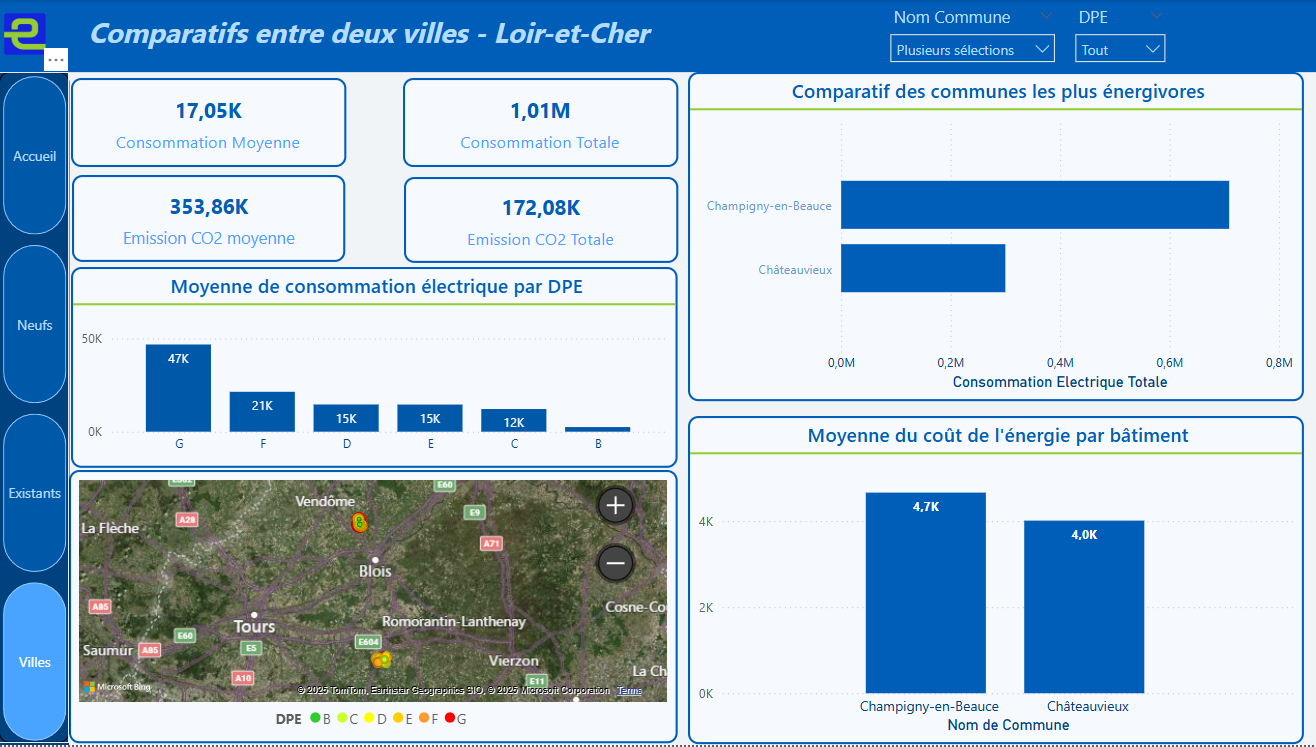 Comparatifs entre deux villes - Loir-et-Cher
Nom Commune
DPE
Plusieurs sélections
Tout
Accueil
Neufs
Existants
Villes
17,05K
Consommation Moyenne
1,01M
Consommation Totale
353,86K
Emission CO2 moyenne
172,08K
Emission CO2 Totale
Moyenne de consommation électrique par DPE
50K
0K
47K
21K
15K
15K
12K
G F D E C B
Vendôme
La Flèche
A28
E60
E9
A71
Blois
A85
Tours
Romorantin-Lanthenay
Cosne-Co
E60
E5
E604
Saumur
A85
A10
Vierzon
E11
La Ch
Microsoft Bing
© 2025 TomTom, Earthstar Geographics SIO, © 2025 Microsoft Corporation Terms
DPE B C D E F G
Comparatif des communes les plus énergivores
Champigny-en-Beauce
Châteauvieux
0,0M 0,2M 0,4M 0,6M 0,8M
Consommation Electrique Totale
Moyenne du coût de l'énergie par bâtiment
4K
2K
0K
4,7K
4,0K
Champigny-en-Beauce Châteauvieux
Nom de Commune